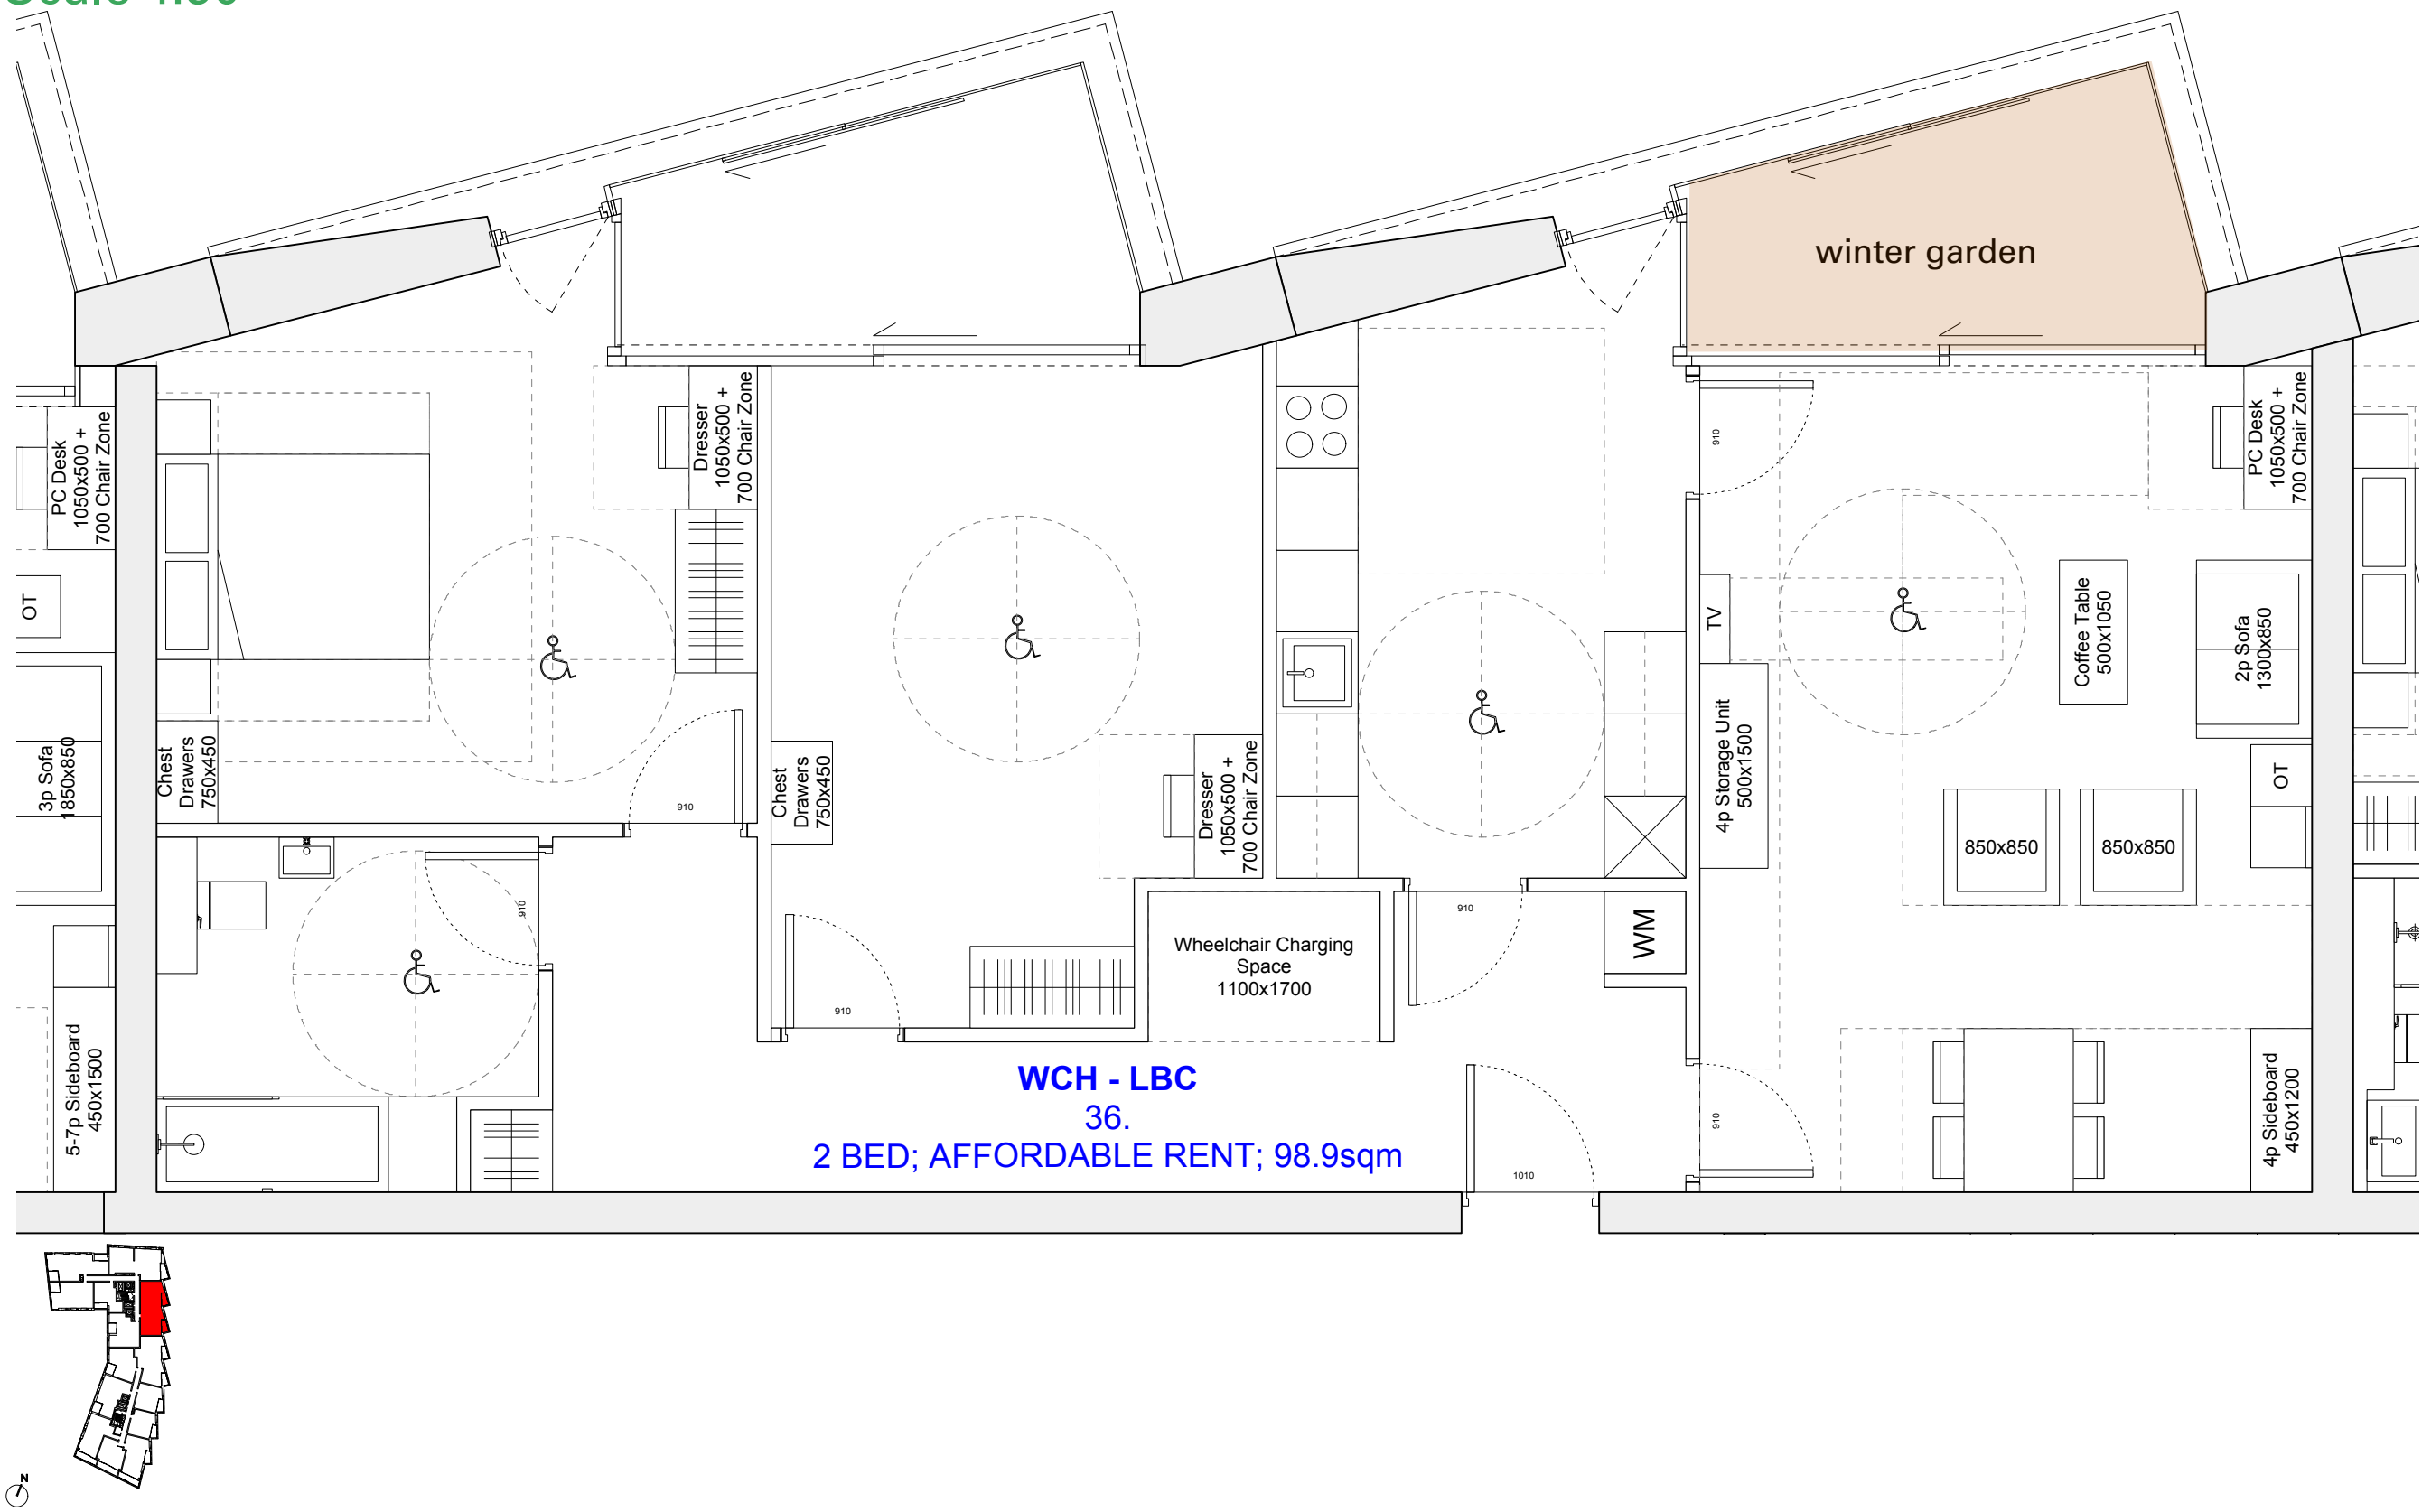 winter garden
PC Desk
1050x500 +
700 Chair Zone
OT
3p Sofa
1850x850
5-7p Sideboard
450x1500
Chest
Drawers
750x450
910
910
Dresser
1050x500 +
700 Chair Zone
Chest
Drawers
750x450
910
Dresser
1050x500 +
700 Chair Zone
Wheelchair Charging
Space
1100x1700
910
WM
910
TV
4p Storage Unit
500x1500
Coffee Table
500x1050
PC Desk
1050x500 +
700 Chair Zone
2p Sofa
1300x850
OT
850x850
850x850
910
4p Sideboard
450x1200
1010
WCH - LBC
36.
2 BED; AFFORDABLE RENT; 98.9sqm
N